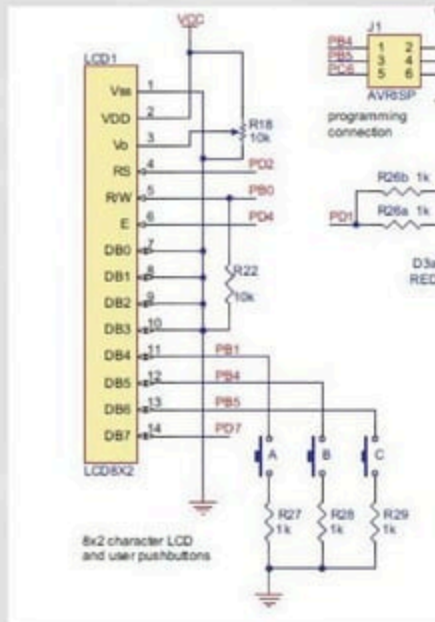 VCC
LCD1
Vss 1
VDD 2
Vo 3
RS 4
R/W 5
E 6
DB0 7
DB1 8
DB2 9
DB3 10
DB4 11
DB5 12
DB6 13
DB7 14
LCD8X2
R18
10k
PD2
PB0
PD4
R22
10k
PB1
PB4
PB5
PD7
A
B
C
R27
1k
R28
1k
R29
1k
8x2 character LCD
and user pushbuttons
J1
PB4 1 2
PB5 3 4
PC6 5 6
AVRISP
programming
connection
R26b 1k
R26a 1k
PD1
D3a
RED